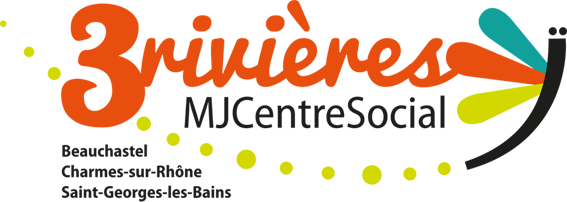 3rivières
MJCentreSocial
Beauchastel
Charmes-sur-Rhône
Saint-Georges-les-Bains